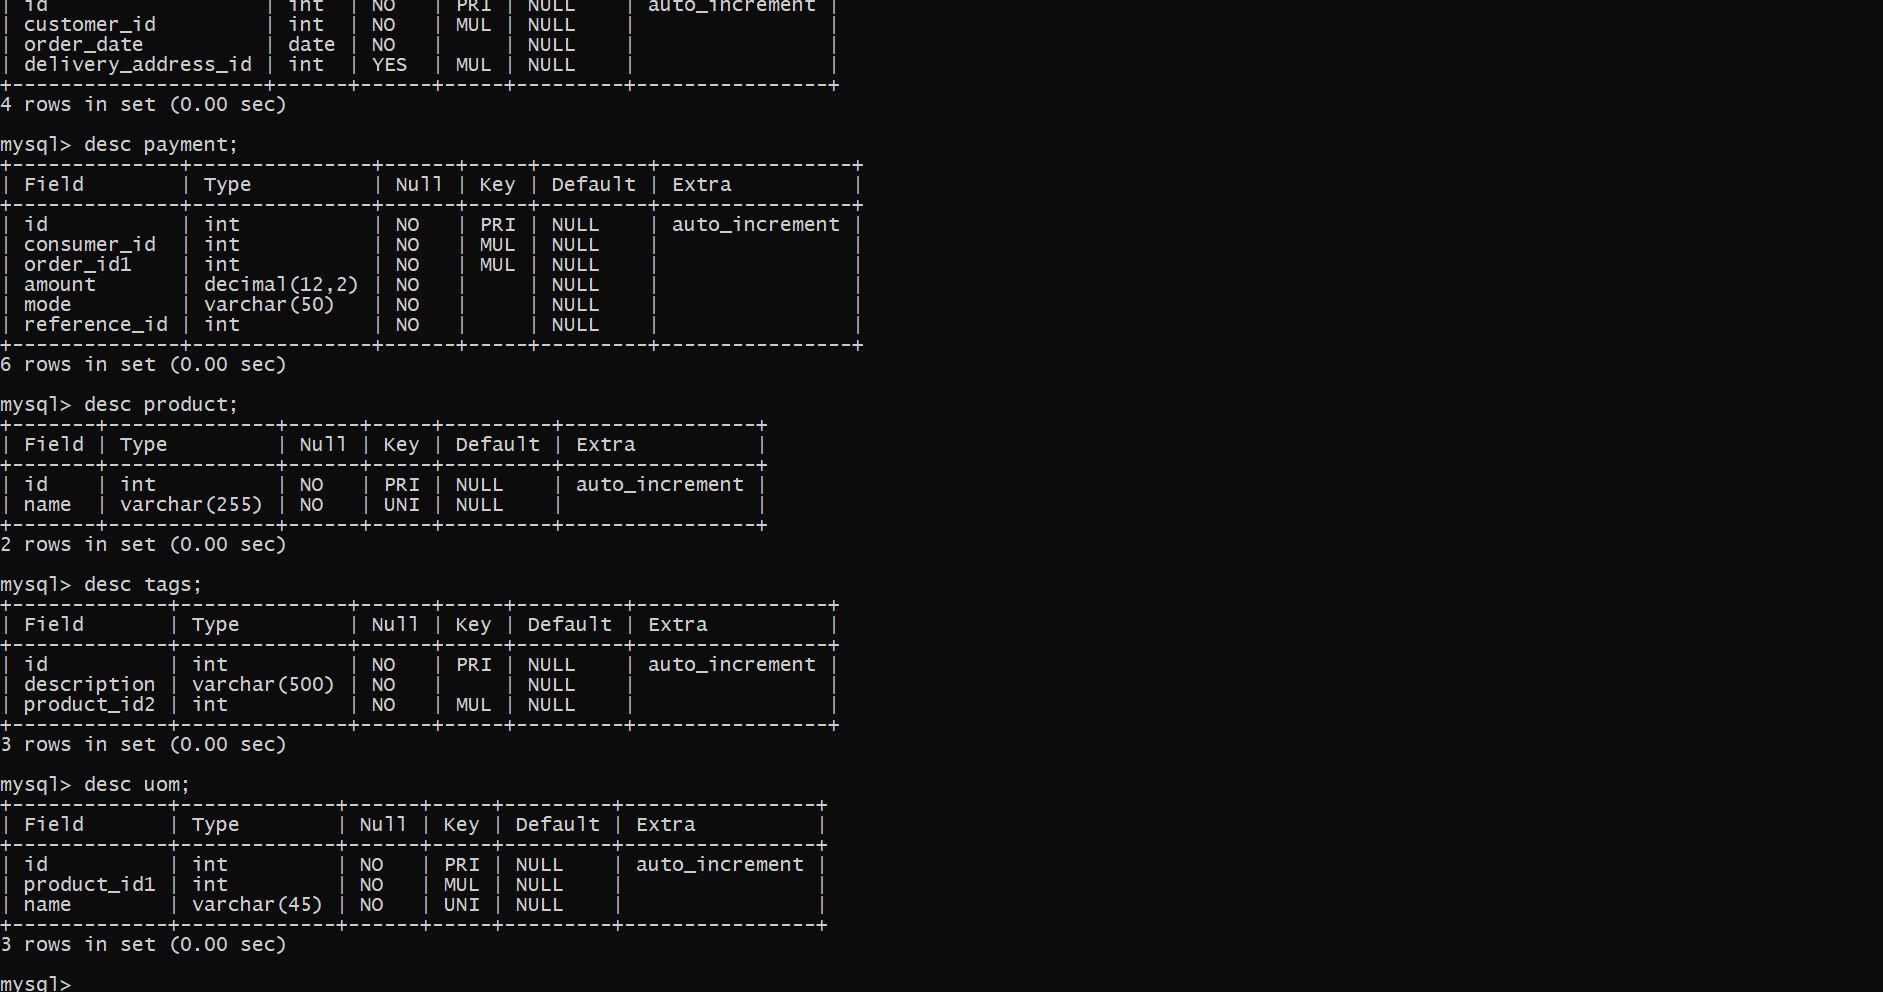 | id                  | int  | NO   | PRI | NULL    | auto_increment |
| customer_id         | int  | NO   | MUL | NULL    |                |
| order_date          | date | NO   |     | NULL    |                |
| delivery_address_id | int  | YES  | MUL | NULL    |                |
+---------------------+------+------+-----+---------+----------------+
4 rows in set (0.00 sec)

mysql> desc payment;
+--------------+---------------+------+-----+---------+----------------+
| Field        | Type          | Null | Key | Default | Extra          |
+--------------+---------------+------+-----+---------+----------------+
| id           | int           | NO   | PRI | NULL    | auto_increment |
| consumer_id  | int           | NO   | MUL | NULL    |                |
| order_id1    | int           | NO   | MUL | NULL    |                |
| amount       | decimal(12,2) | NO   |     | NULL    |                |
| mode         | varchar(50)   | NO   |     | NULL    |                |
| reference_id | int           | NO   |     | NULL    |                |
+--------------+---------------+------+-----+---------+----------------+
6 rows in set (0.00 sec)

mysql> desc product;
+-------+--------------+------+-----+---------+----------------+
| Field | Type         | Null | Key | Default | Extra          |
+-------+--------------+------+-----+---------+----------------+
| id    | int          | NO   | PRI | NULL    | auto_increment |
| name  | varchar(255) | NO   | UNI | NULL    |                |
+-------+--------------+------+-----+---------+----------------+
2 rows in set (0.00 sec)

mysql> desc tags;
+-------------+--------------+------+-----+---------+----------------+
| Field       | Type         | Null | Key | Default | Extra          |
+-------------+--------------+------+-----+---------+----------------+
| id          | int          | NO   | PRI | NULL    | auto_increment |
| description | varchar(500) | NO   |     | NULL    |                |
| product_id2 | int          | NO   | MUL | NULL    |                |
+-------------+--------------+------+-----+---------+----------------+
3 rows in set (0.00 sec)

mysql> desc uom;
+-------------+-------------+------+-----+---------+----------------+
| Field       | Type        | Null | Key | Default | Extra          |
+-------------+-------------+------+-----+---------+----------------+
| id          | int         | NO   | PRI | NULL    | auto_increment |
| product_id1 | int         | NO   | MUL | NULL    |                |
| name        | varchar(45) | NO   | UNI | NULL    |                |
+-------------+-------------+------+-----+---------+----------------+
3 rows in set (0.00 sec)

mysql>